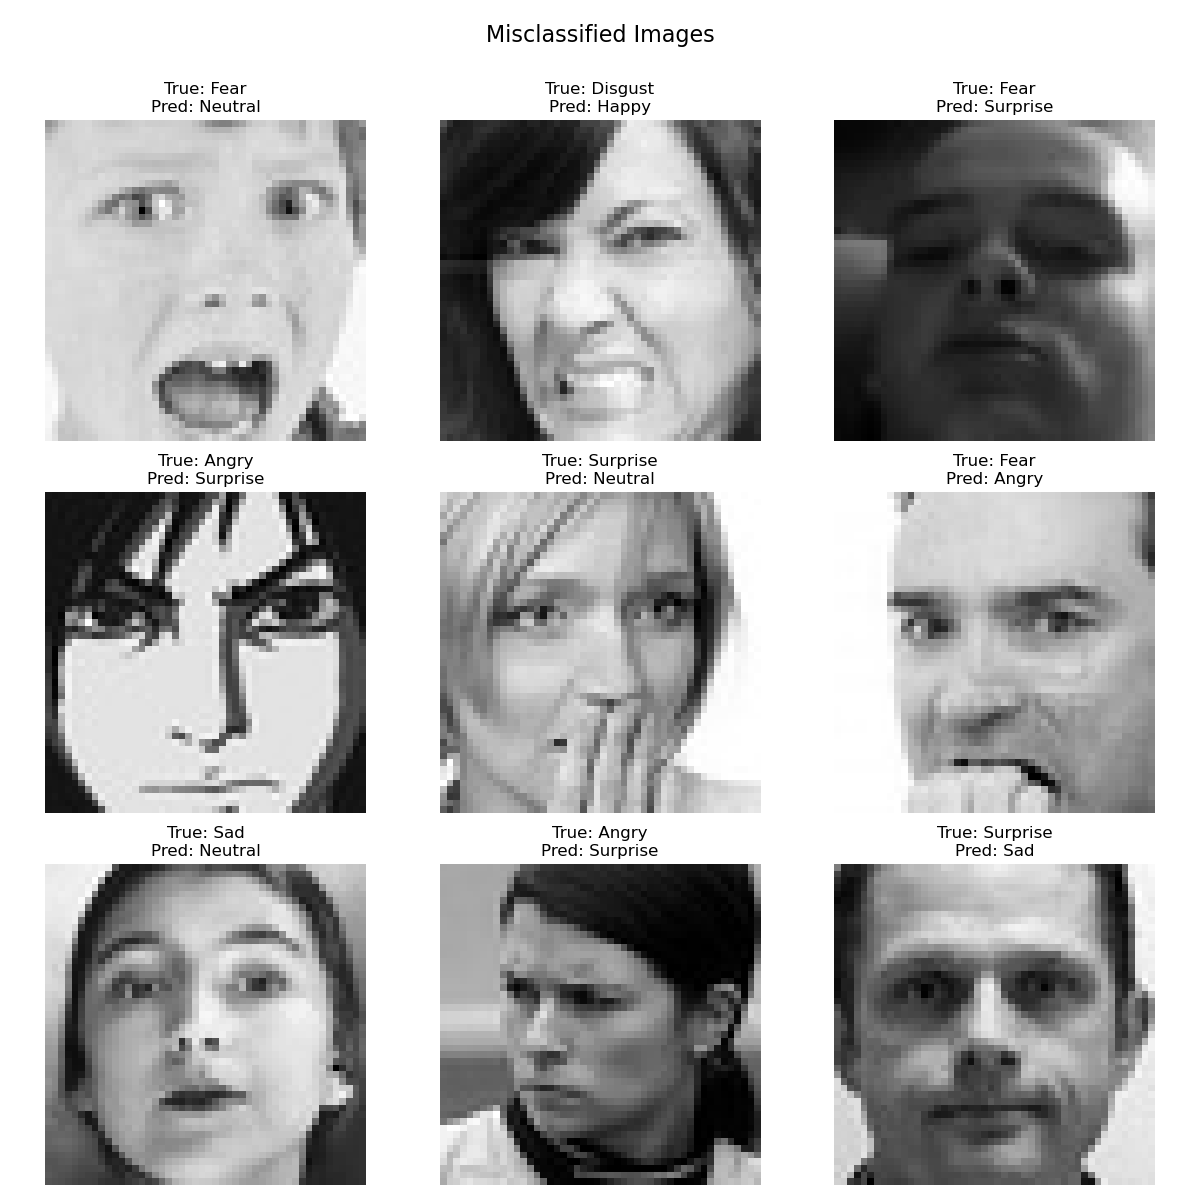 Misclassified Images
True: Fear
Pred: Neutral
True: Disgust
Pred: Happy
True: Fear
Pred: Surprise
True: Angry
Pred: Surprise
True: Surprise
Pred: Neutral
True: Fear
Pred: Angry
True: Sad
Pred: Neutral
True: Angry
Pred: Surprise
True: Surprise
Pred: Sad